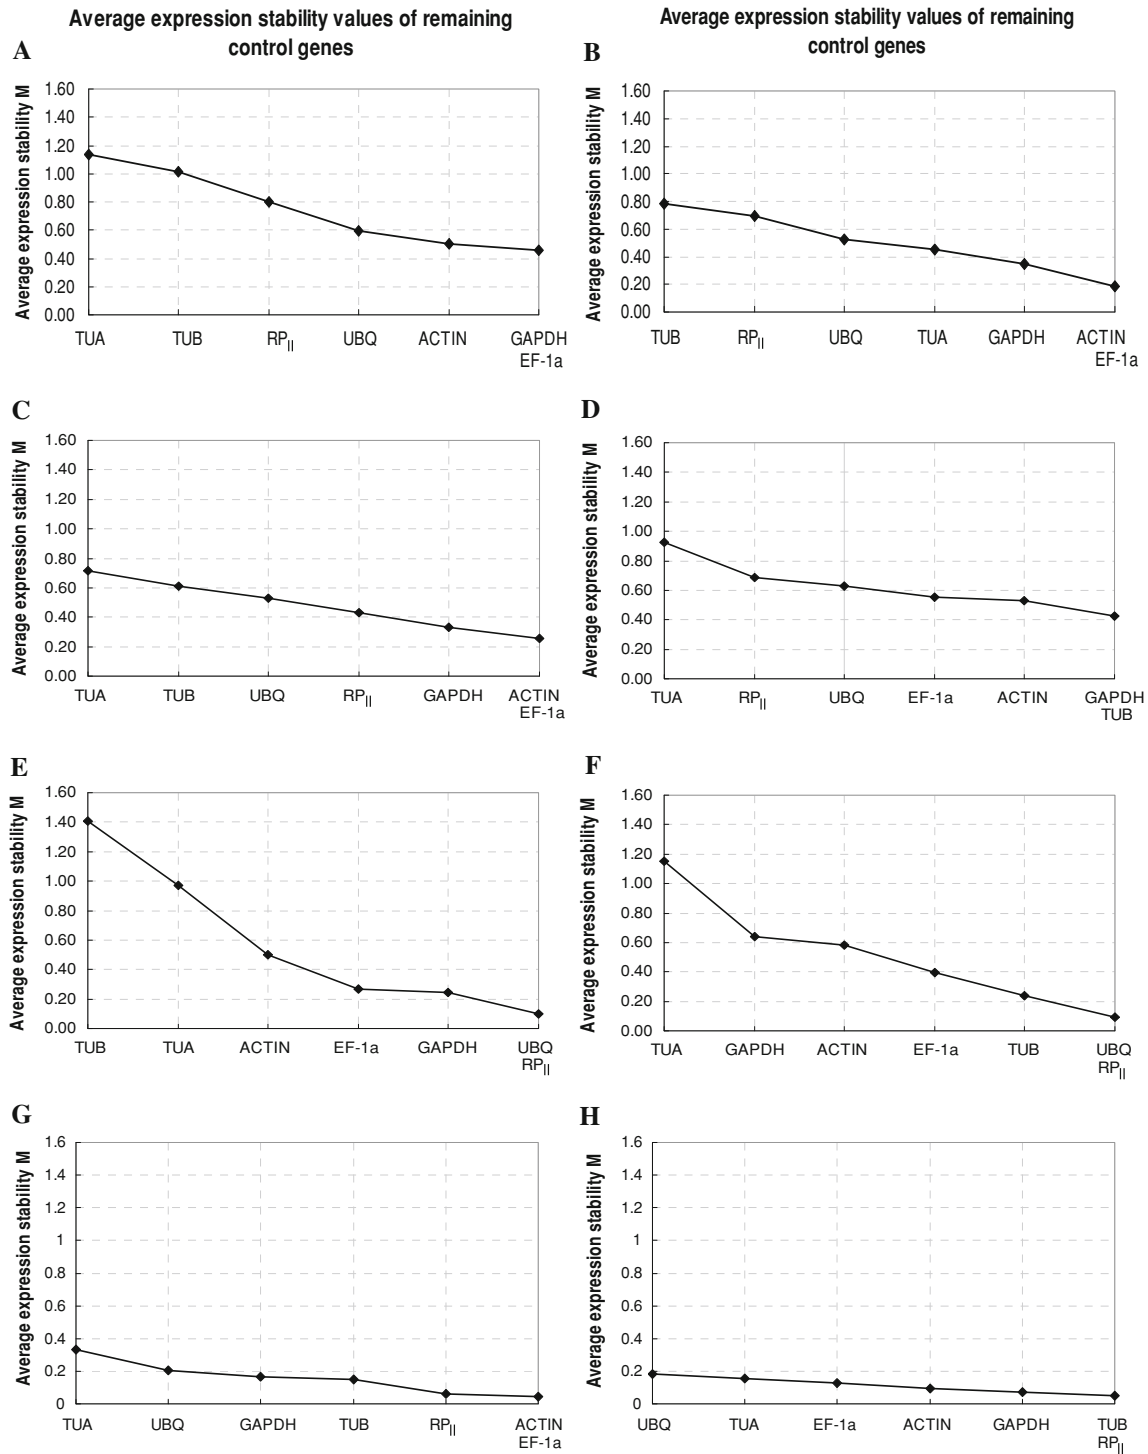 Average expression stability values of remaining
control genes
Average expression stability values of remaining
control genes
A
Average expression stability M
1.60
1.40
1.20
1.00
0.80
0.60
0.40
0.20
0.00
TUA TUB RPII UBQ ACTIN GAPDH
EF-1a
B
Average expression stability M
1.60
1.40
1.20
1.00
0.80
0.60
0.40
0.20
0.00
TUB RPII UBQ TUA GAPDH ACTIN
EF-1a
C
Average expression stability M
1.60
1.40
1.20
1.00
0.80
0.60
0.40
0.20
0.00
TUA TUB UBQ RPII GAPDH ACTIN
EF-1a
D
Average expression stability M
1.60
1.40
1.20
1.00
0.80
0.60
0.40
0.20
0.00
TUA RPII UBQ EF-1a ACTIN GAPDH
TUB
E
Average expression stability M
1.60
1.40
1.20
1.00
0.80
0.60
0.40
0.20
0.00
TUB TUA ACTIN EF-1a GAPDH UBQ
RPII
F
Average expression stability M
1.60
1.40
1.20
1.00
0.80
0.60
0.40
0.20
0.00
TUA GAPDH ACTIN EF-1a TUB UBQ
RPII
G
Average expression stability M
1.6
1.4
1.2
1
0.8
0.6
0.4
0.2
0
TUA UBQ GAPDH TUB RPII ACTIN
EF-1a
H
Average expression stability M
1.6
1.4
1.2
1
0.8
0.6
0.4
0.2
0
UBQ TUA EF-1a ACTIN GAPDH TUB
RPII